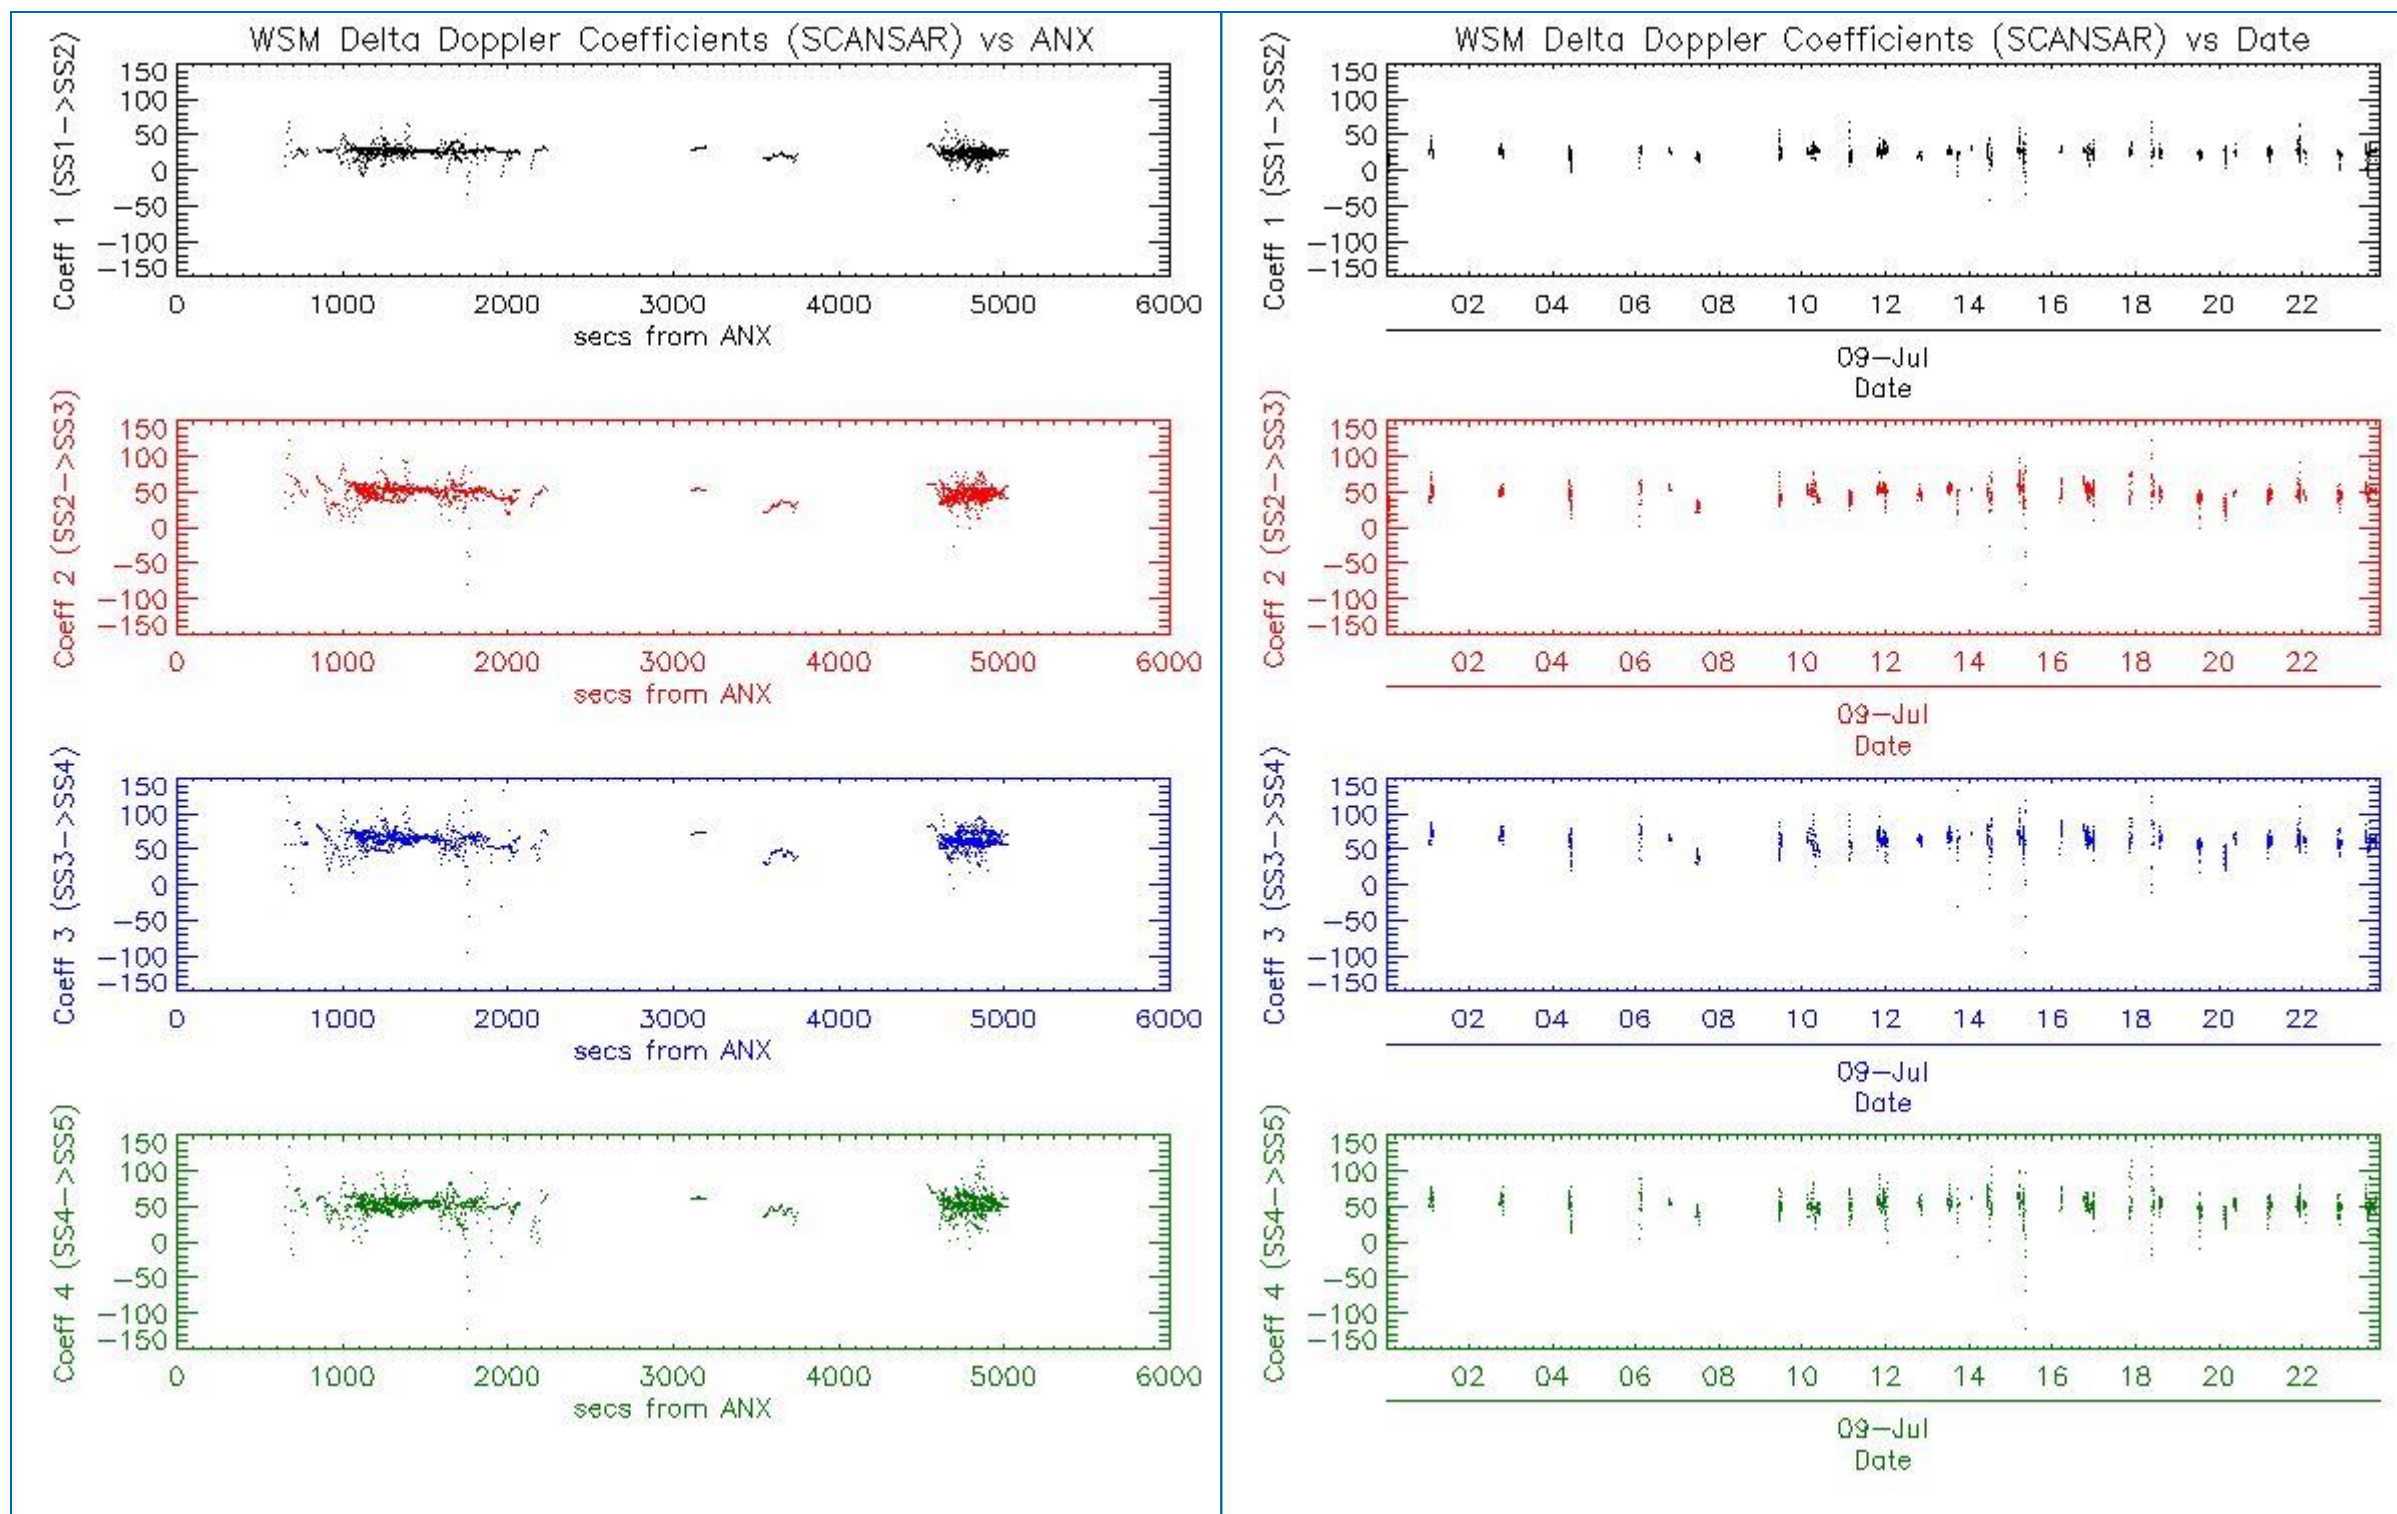 WSM Delta Doppler Coefficients (SCANSAR) vs ANX
Coeff 1 (SS1->SS2)
150
100
50
0
-50
-100
-150
0 1000 2000 3000 4000 5000 6000
secs from ANX
Coeff 2 (SS2->SS3)
150
100
50
0
-50
-100
-150
0 1000 2000 3000 4000 5000 6000
secs from ANX
Coeff 3 (SS3->SS4)
150
100
50
0
-50
-100
-150
0 1000 2000 3000 4000 5000 6000
secs from ANX
Coeff 4 (SS4->SS5)
150
100
50
0
-50
-100
-150
0 1000 2000 3000 4000 5000 6000
secs from ANX
WSM Delta Doppler Coefficients (SCANSAR) vs Date
Coeff 1 (SS1->SS2)
150
100
50
0
-50
-100
-150
02 04 06 08 10 12 14 16 18 20 22
09-Jul
Date
Coeff 2 (SS2->SS3)
150
100
50
0
-50
-100
-150
02 04 06 08 10 12 14 16 18 20 22
09-Jul
Date
Coeff 3 (SS3->SS4)
150
100
50
0
-50
-100
-150
02 04 06 08 10 12 14 16 18 20 22
09-Jul
Date
Coeff 4 (SS4->SS5)
150
100
50
0
-50
-100
-150
02 04 06 08 10 12 14 16 18 20 22
09-Jul
Date